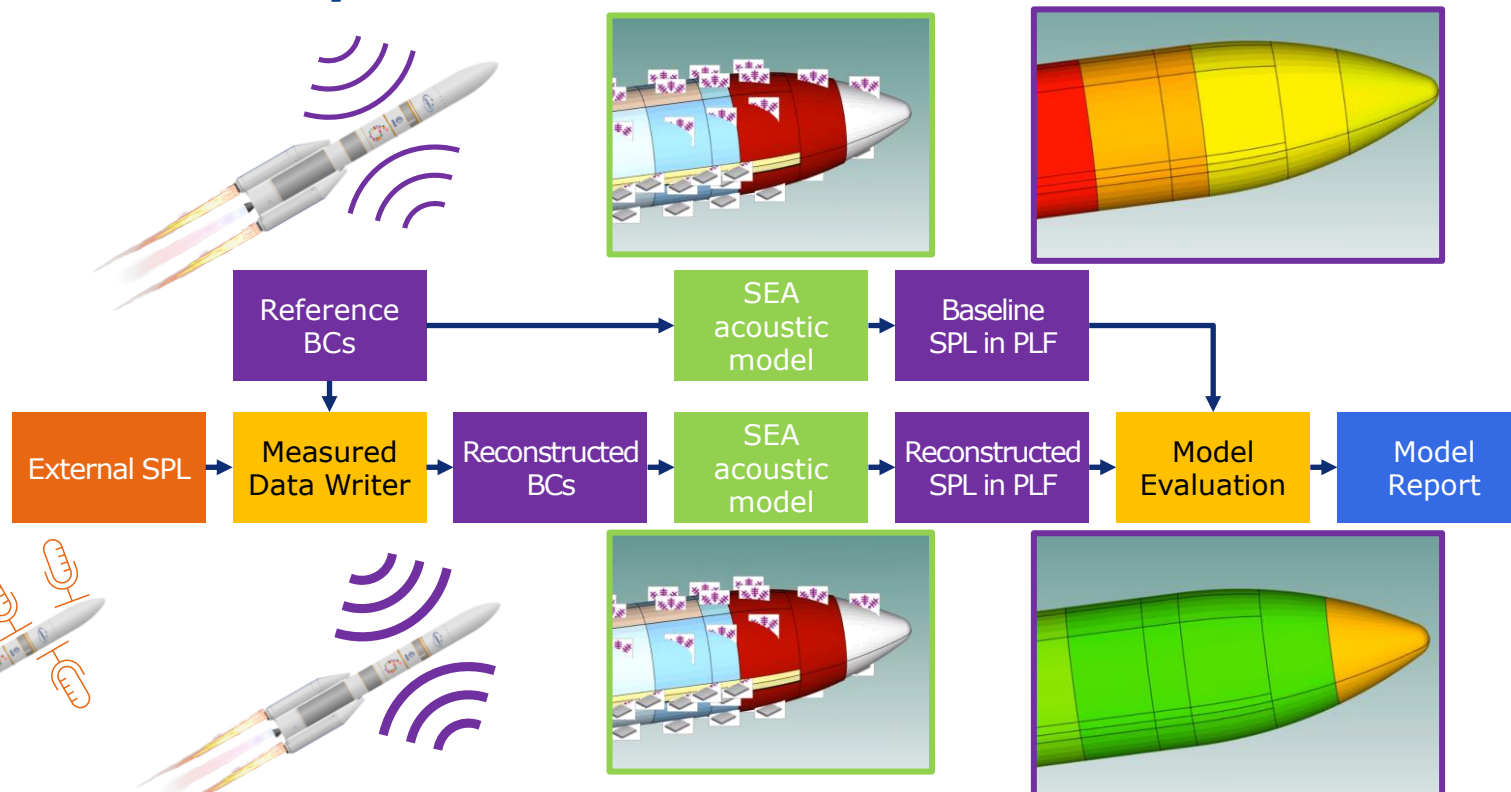 Reference
BCs
SEA
acoustic
model
Baseline
SPL in PLF
External SPL
Measured
Data Writer
Reconstructed
BCs
SEA
acoustic
model
Reconstructed
SPL in PLF
Model
Evaluation
Model
Report